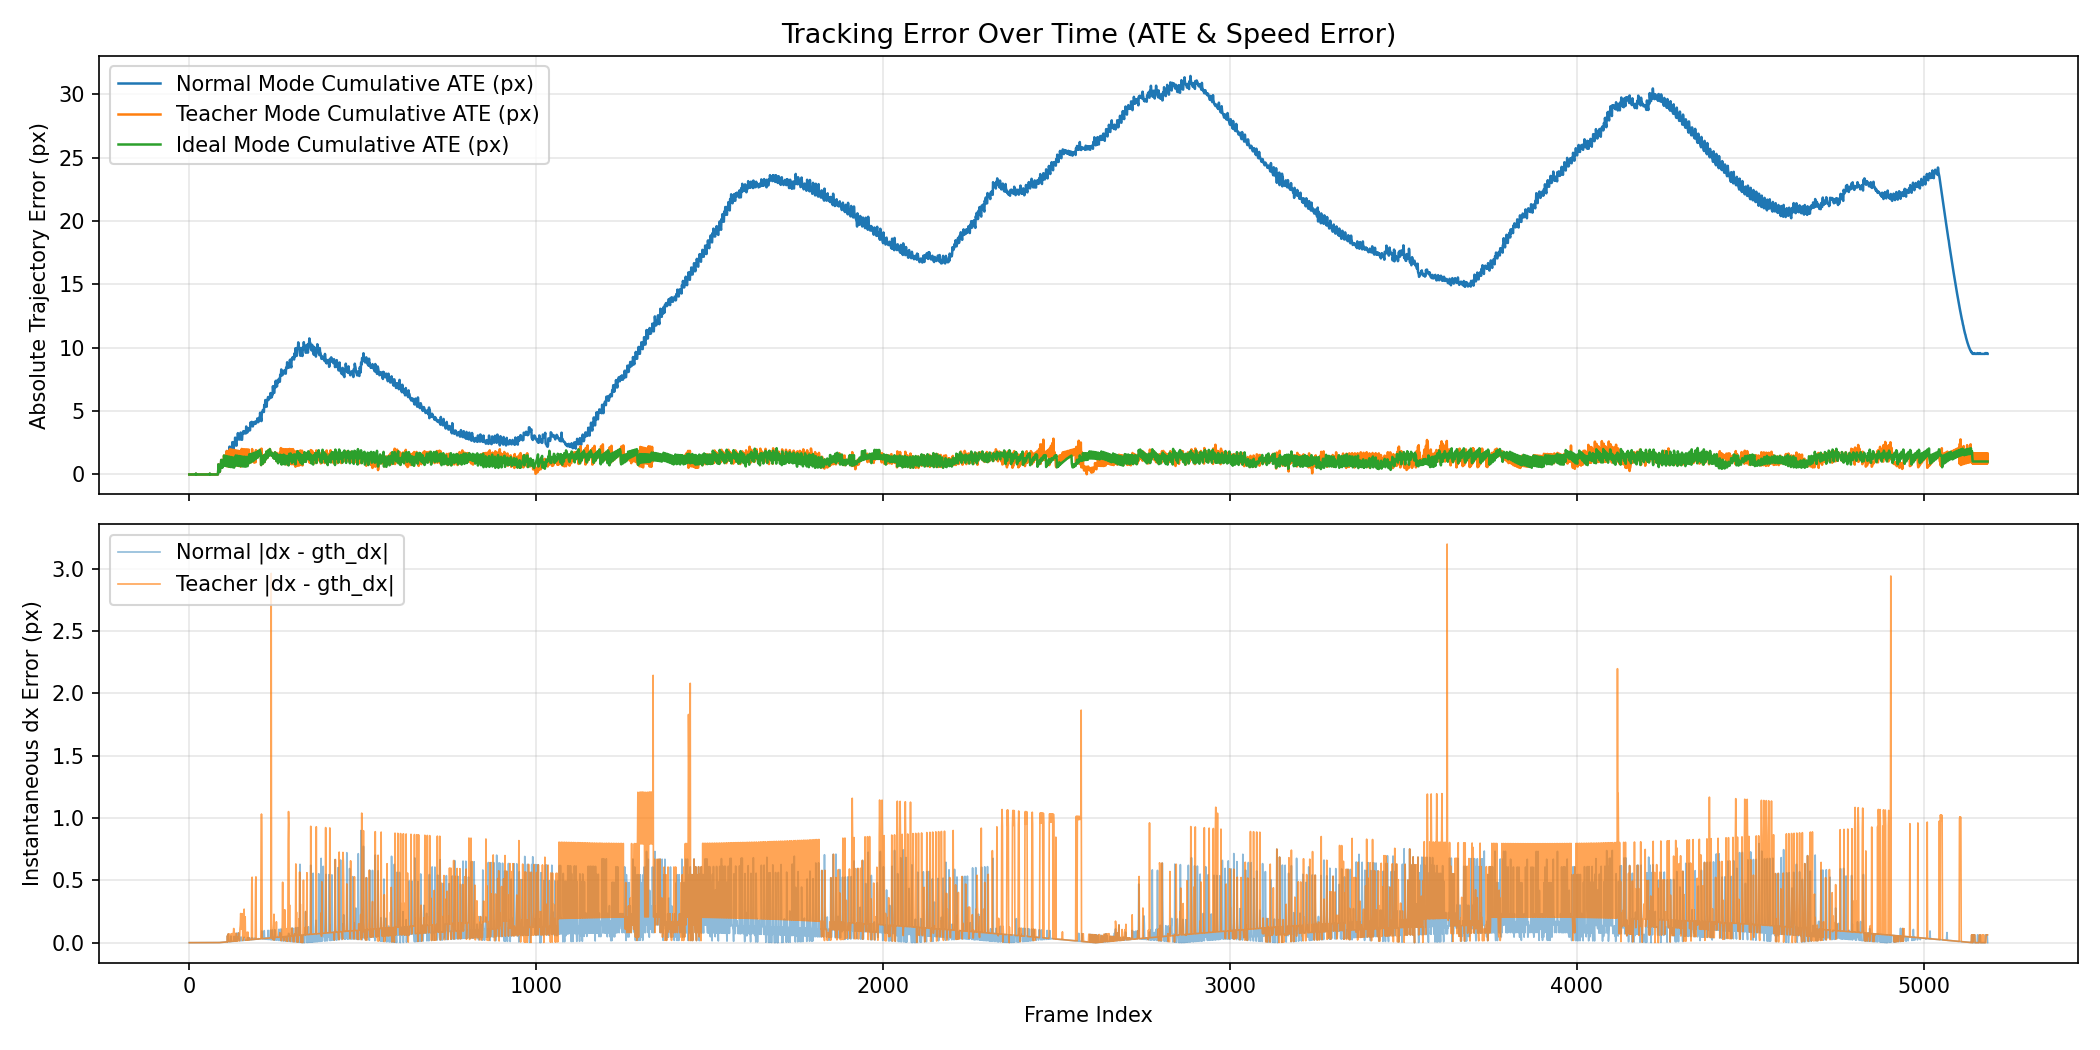 Tracking Error Over Time (ATE & Speed Error)
Normal Mode Cumulative ATE (px)
Teacher Mode Cumulative ATE (px)
Ideal Mode Cumulative ATE (px)
Absolute Trajectory Error (px)
30
25
20
15
10
5
0
Normal |dx - gth_dx|
Teacher |dx - gth_dx|
Instantaneous dx Error (px)
3.0
2.5
2.0
1.5
1.0
0.5
0.0
0
1000
2000
3000
4000
5000
Frame Index